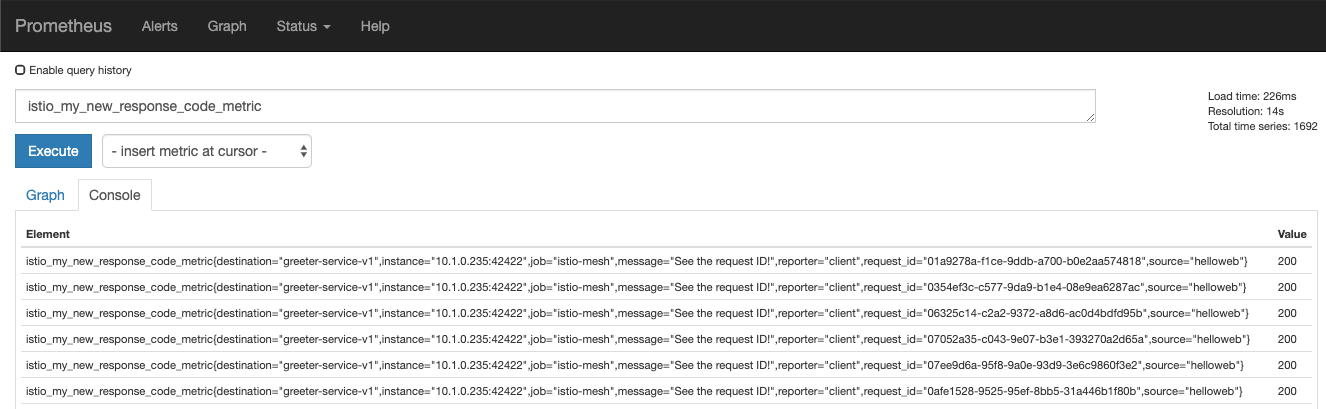 Prometheus Alerts Graph Status Help
Enable query history
istio_my_new_response_code_metric
Load time: 226ms
Resolution: 14s
Total time series: 1692
Execute - insert metric at cursor -
Graph Console
Element Value
istio_my_new_response_code_metric{destination="greeter-service-v1",instance="10.1.0.235:42422",job="istio-mesh",message="See the request ID!",reporter="client",request_id="01a9278a-f1ce-9ddb-a700-b0e2aa574818",source="helloweb"} 200
istio_my_new_response_code_metric{destination="greeter-service-v1",instance="10.1.0.235:42422",job="istio-mesh",message="See the request ID!",reporter="client",request_id="0354ef3c-c577-9da9-b1e4-08e9ea6287ac",source="helloweb"} 200
istio_my_new_response_code_metric{destination="greeter-service-v1",instance="10.1.0.235:42422",job="istio-mesh",message="See the request ID!",reporter="client",request_id="06325c14-c2a2-9372-a8d6-ac0d4bdfd95b",source="helloweb"} 200
istio_my_new_response_code_metric{destination="greeter-service-v1",instance="10.1.0.235:42422",job="istio-mesh",message="See the request ID!",reporter="client",request_id="07052a35-c043-9e07-b3e1-393270a2d65a",source="helloweb"} 200
istio_my_new_response_code_metric{destination="greeter-service-v1",instance="10.1.0.235:42422",job="istio-mesh",message="See the request ID!",reporter="client",request_id="07ee9d6a-95f8-9a0e-93d9-3e6c9860f3e2",source="helloweb"} 200
istio_my_new_response_code_metric{destination="greeter-service-v1",instance="10.1.0.235:42422",job="istio-mesh",message="See the request ID!",reporter="client",request_id="0afe1528-9525-95ef-8bb5-31a446b1f80b",source="helloweb"} 200